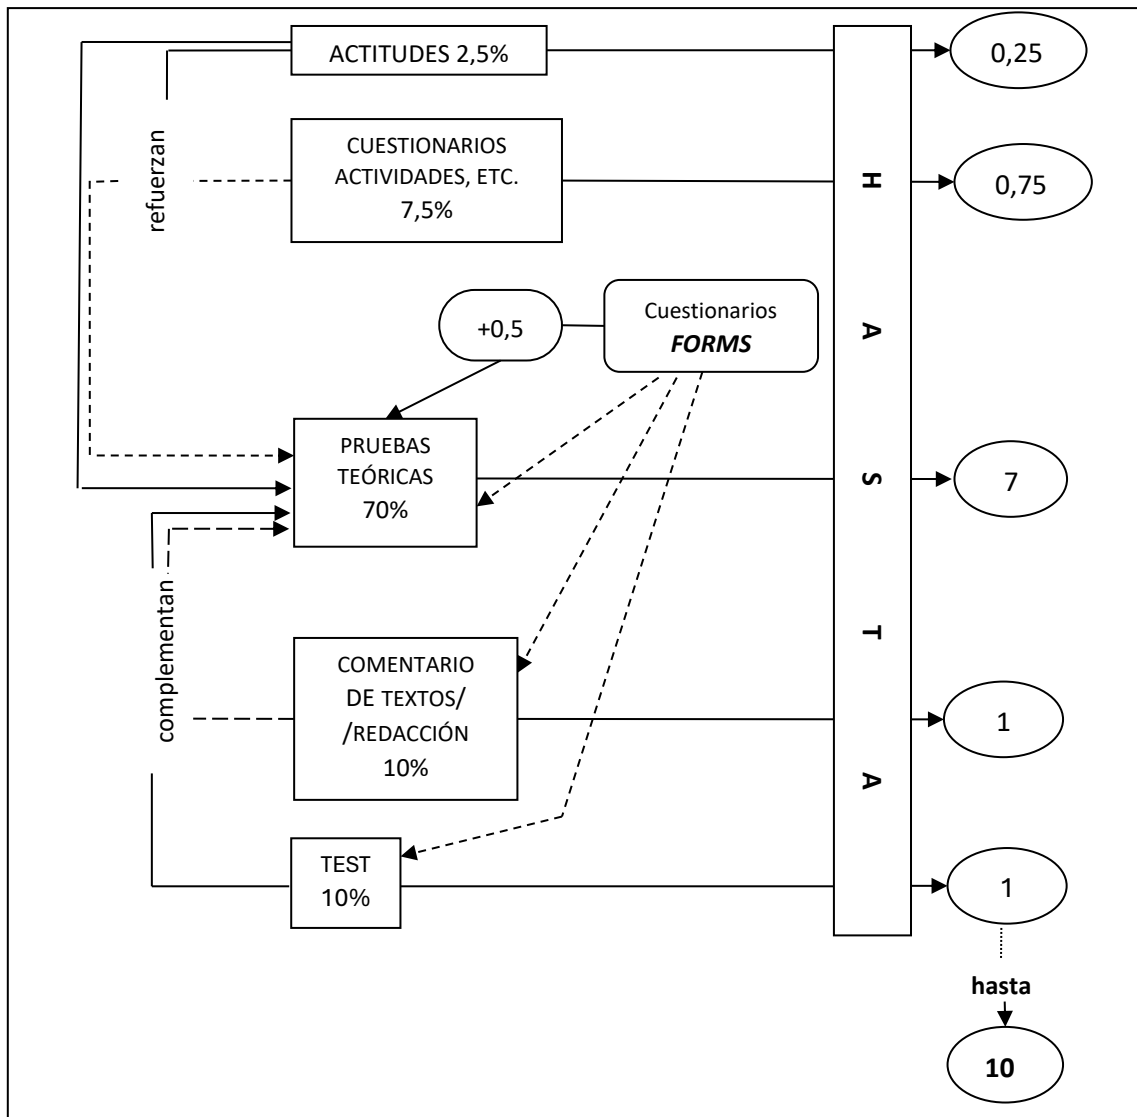 ACTITUDES 2,5%
0,25
refuerzan
CUESTIONARIOS
ACTIVIDADES, ETC.
7,5%
0,75
H A S T A
+0,5
Cuestionarios
FORMS
PRUEBAS
TEÓRICAS
70%
7
complementan
COMENTARIO
DE TEXTOS/
/REDACCIÓN
10%
1
TEST
10%
1
hasta
10